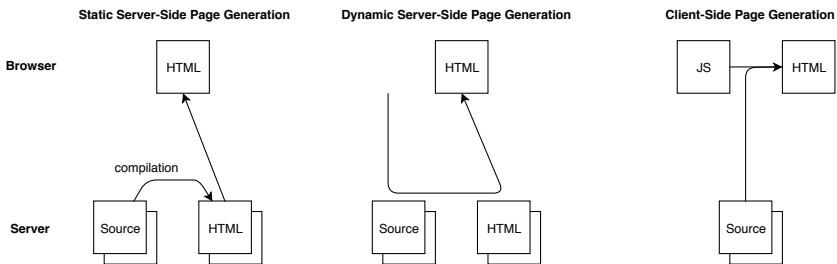 Static Server-Side Page Generation
Dynamic Server-Side Page Generation
Client-Side Page Generation
Browser
HTML
HTML
JS
HTML
compilation
Server
Source
HTML
Source
HTML
Source